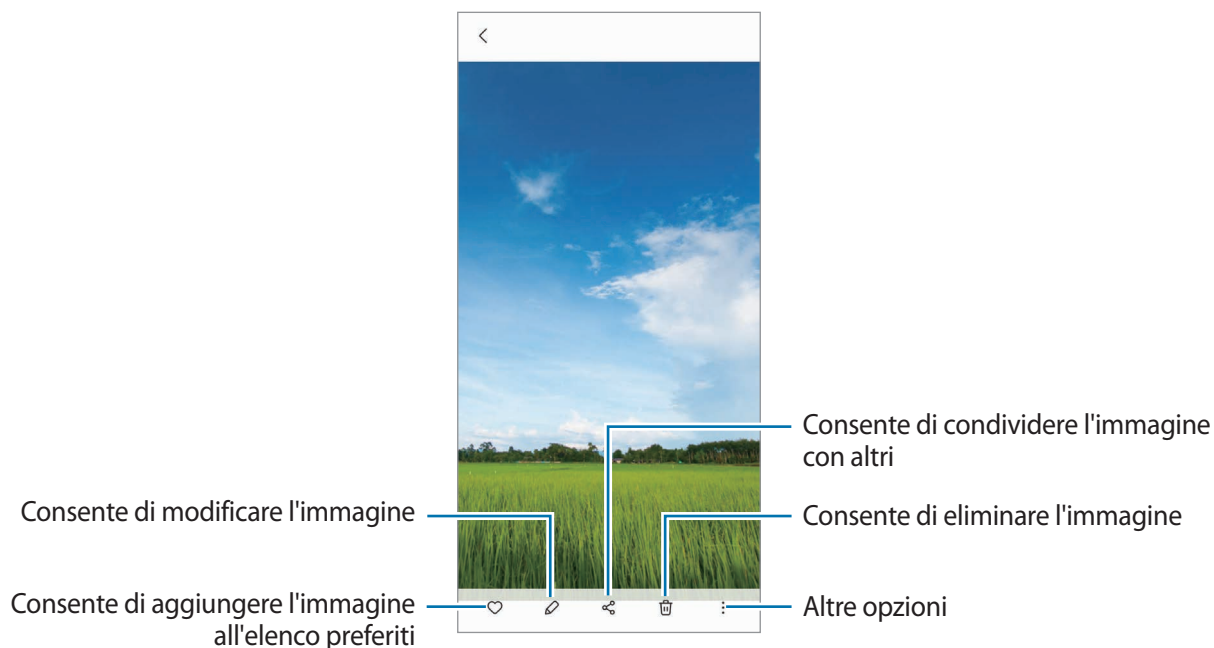 Consente di condividere l'immagine
con altri
Consente di modificare l'immagine
Consente di eliminare l'immagine
Consente di aggiungere l'immagine
all'elenco preferiti
Altre opzioni